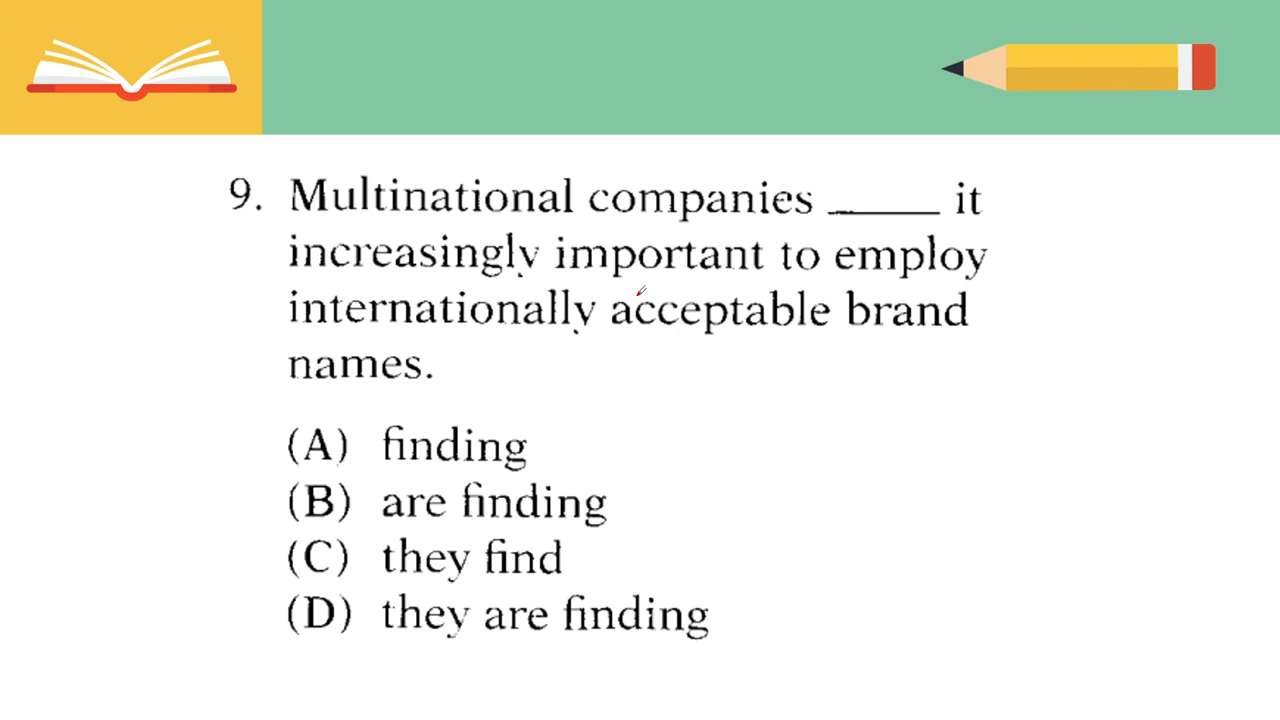 9. Multinational companies _____ it
increasingly important to employ
internationally acceptable brand
names.
(A) finding
(B) are finding
(C) they find
(D) they are finding